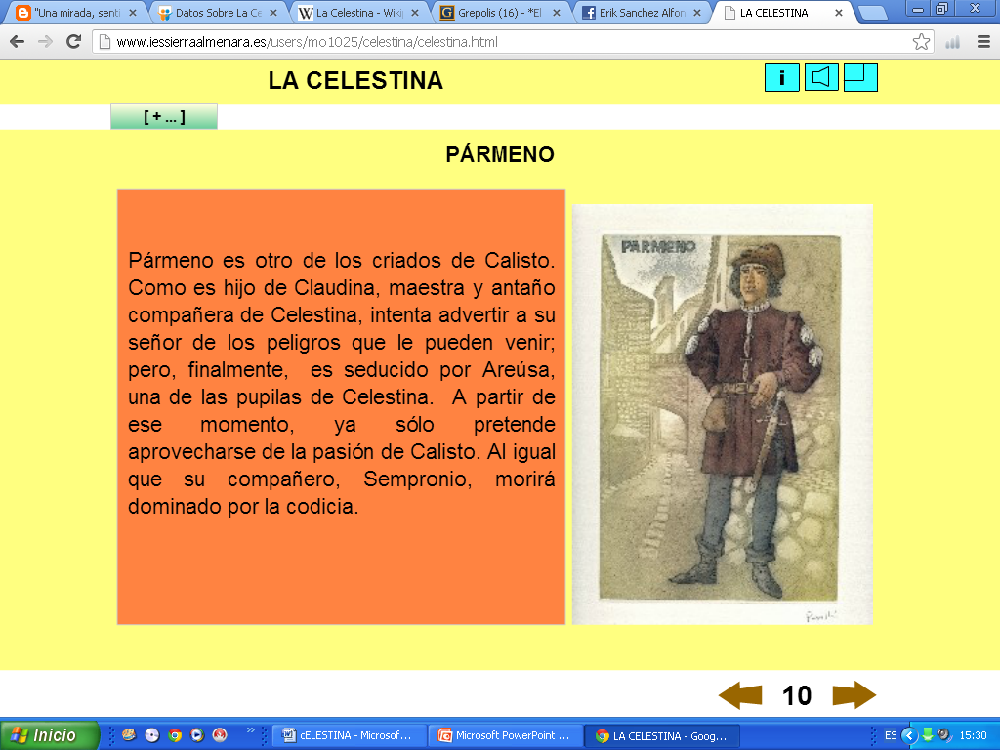 "Una mirada, senti
Datos Sobre La Ce
La Celestina - Wiki
Grepolis (16) - *El
Erik Sanchez Alfon
LA CELESTINA
www.iessierraalmenara.es/users/mo1025/celestina/celestina.html
LA CELESTINA
i
[ + ... ]
PÁRMENO
Pármeno es otro de los criados de Calisto.
Como es hijo de Claudina, maestra y antaño
compañera de Celestina, intenta advertir a su
señor de los peligros que le pueden venir;
pero, finalmente, es seducido por Areúsa,
una de las pupilas de Celestina. A partir de
ese momento, ya sólo pretende
aprovecharse de la pasión de Calisto. Al igual
que su compañero, Sempronio, morirá
dominado por la codicia.
PARMENO
10
Inicio
cELESTINA - Microsof...
Microsoft PowerPoint ...
LA CELESTINA - Goog...
ES
15:30